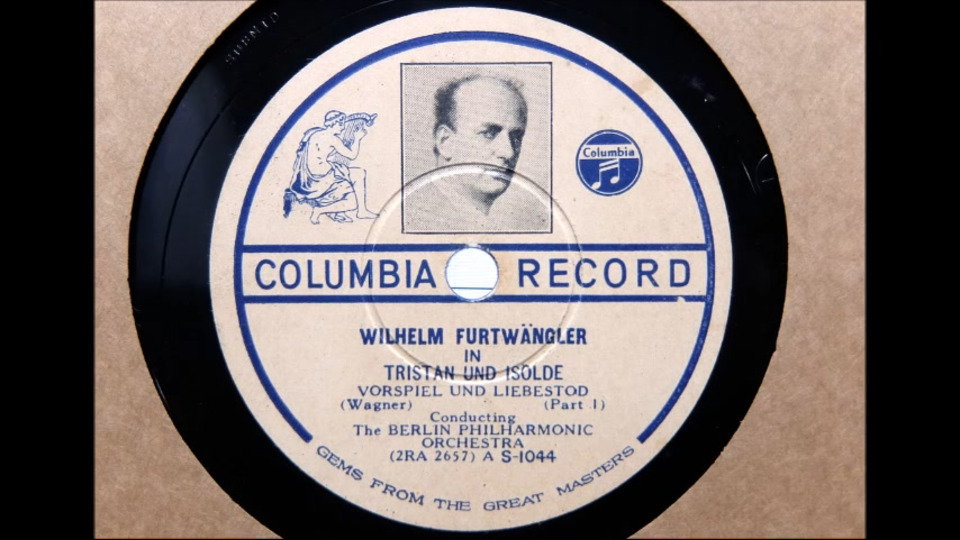 Columbia
COLUMBIA RECORD
WILHELM FURTWÄNGLER
IN
TRISTAN UND ISOLDE
VORSPIEL UND LIEBESTOD
(Wagner) (Part 1)
Conducting
The BERLIN PHILHARMONIC
ORCHESTRA
(2RA 2657) A S-1044
GEMS FROM THE GREAT MASTERS